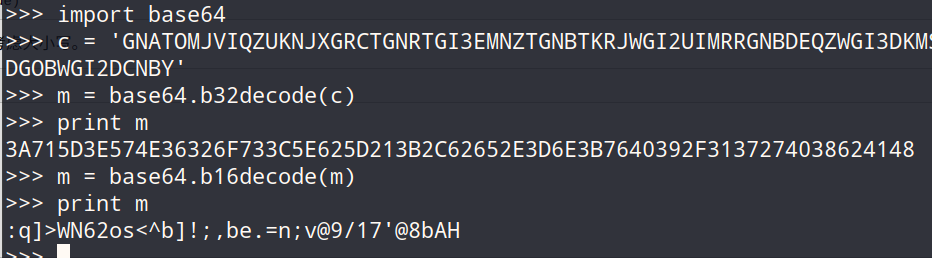 >>> import base64
>>> c = 'GNATOMJVIQZUKNJXGRCTGNRTGI3EMNZTGNBTKRJWGI2UIMRRGNBDEQZWGI3DKMS
DGOBWGI2DCNBY'
>>> m = base64.b32decode(c)
>>> print m
3A715D3E574E36326F733C5E625D213B2C62652E3D6E3B7640392F3137274038624148
>>> m = base64.b16decode(m)
>>> print m
:q]>WN62os<^b]!;,be.=n;v@9/17'@8bAH
>>>